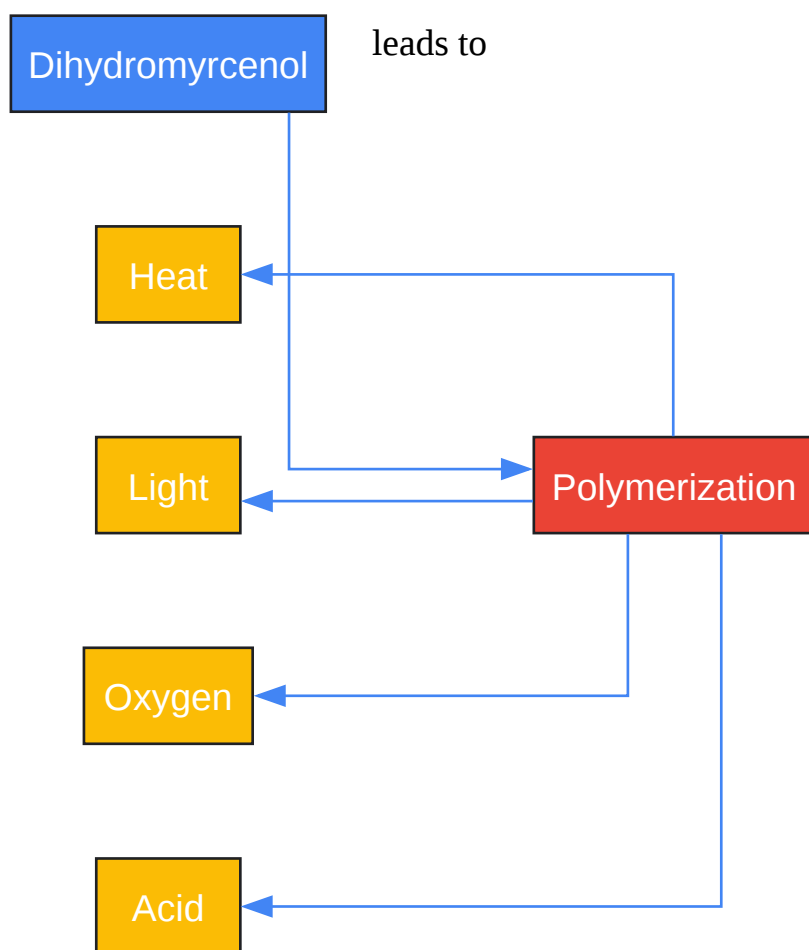 Dihydromyrcenol
leads to
Heat
Light
Polymerization
Oxygen
Acid